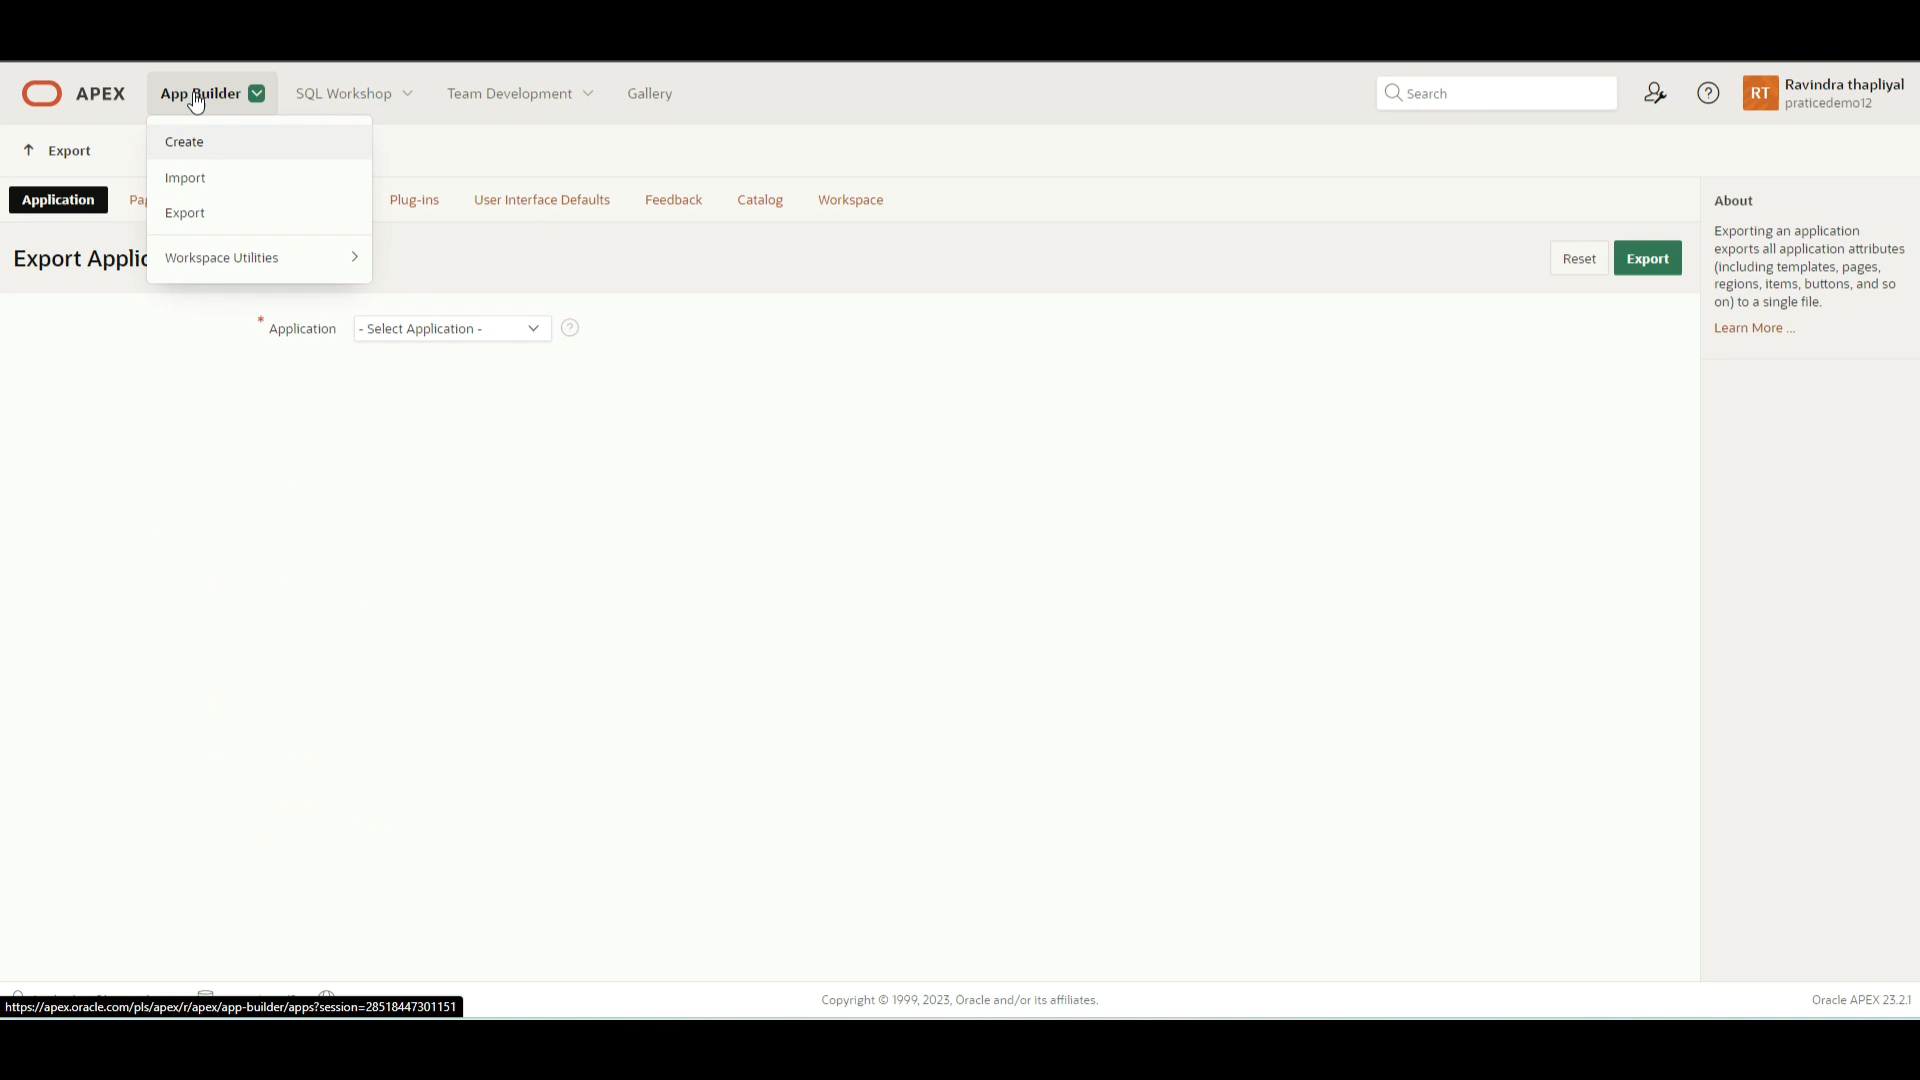 APEX
App Builder
SQL Workshop
Team Development
Gallery
Search
RT
Ravindra thapliyal
praticedemo12
Create
Import
Export
Workspace Utilities
Export
Application
Plug-ins
User Interface Defaults
Feedback
Catalog
Workspace
Export
Reset
Export
* Application
- Select Application -
About
Exporting an application
exports all application attributes
(including templates, pages,
regions, items, buttons, and so
on) to a single file.
Learn More ...
https://apex.oracle.com/pls/apex/r/apex/app-builder/apps?session=28518447301151
Copyright © 1999, 2023, Oracle and/or its affiliates.
Oracle APEX 23.2.1